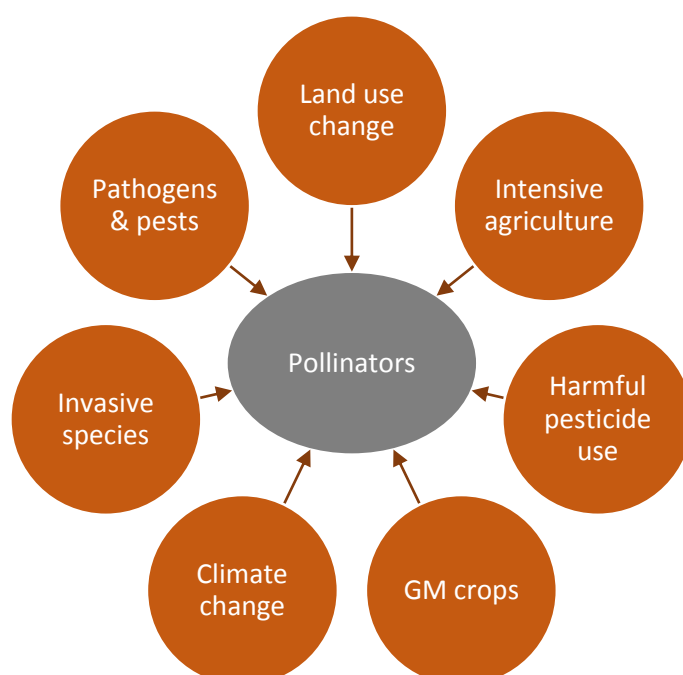 Land use
change
Pathogens
& pests
Intensive
agriculture
Pollinators
Invasive
species
Harmful
pesticide
use
Climate
change
GM crops